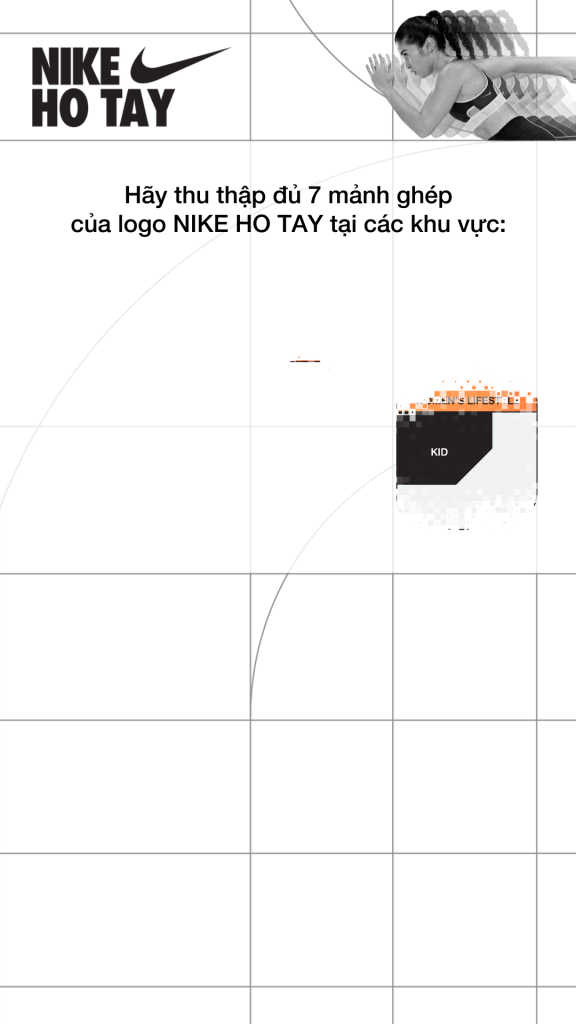 NIKE
HO TAY
Hãy thu thập đủ 7 mảnh ghép
của logo NIKE HO TAY tại các khu vực:
KID